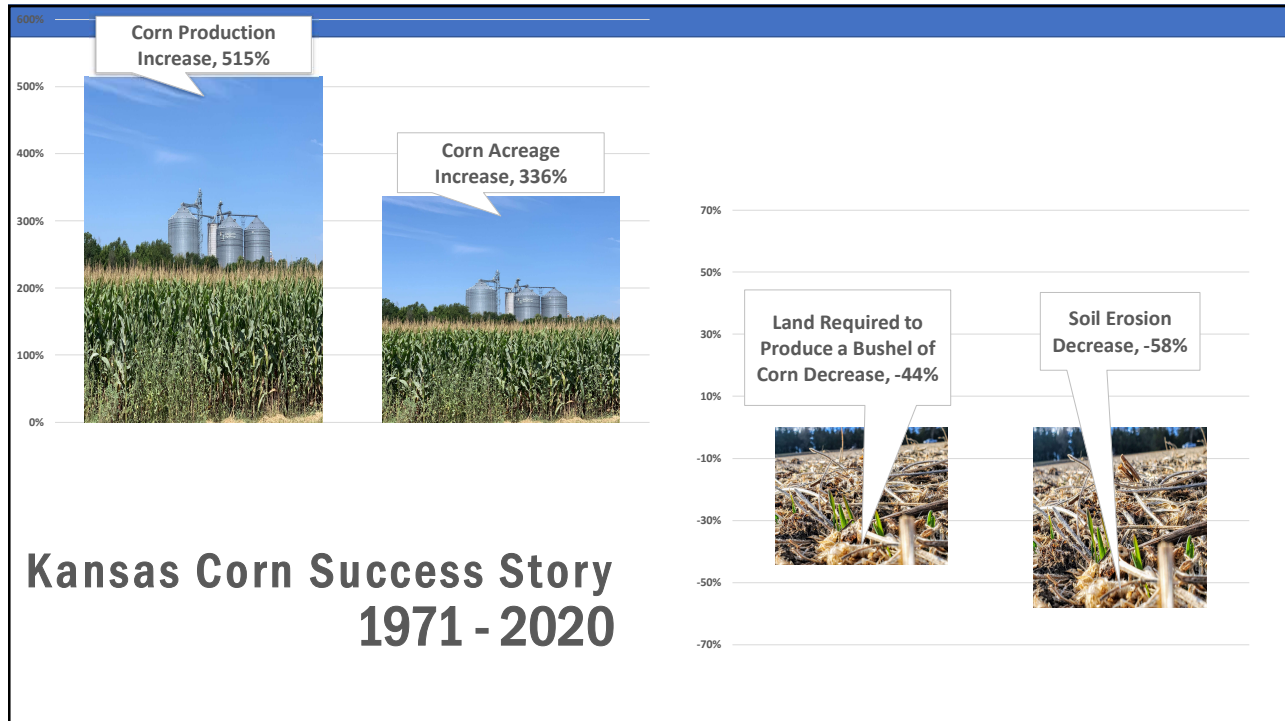 600%
500%
400%
300%
200%
100%
0%
Corn Production
Increase, 515%
Corn Acreage
Increase, 336%
70%
50%
30%
10%
-10%
-30%
-50%
-70%
Land Required to
Produce a Bushel of
Corn Decrease, -44%
Soil Erosion
Decrease, -58%
Kansas Corn Success Story
1971 - 2020